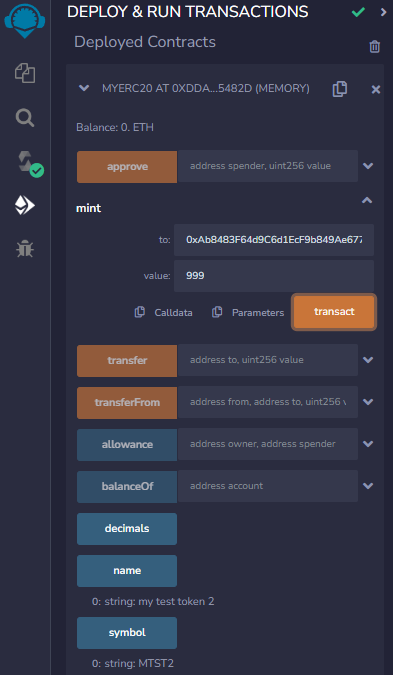 DEPLOY & RUN TRANSACTIONS
Deployed Contracts
MYERC20 AT 0XDDA...5482D (MEMORY)
Balance: 0. ETH
approve address spender, uint256 value
mint
to: 0xAb8483F64d9C6d1EcF9b849Ae677
value: 999
Calldata Parameters transact
transfer address to, uint256 value
transferFrom address from, address to, uint256 v
allowance address owner, address spender
balanceOf address account
decimals
name
0: string: my test token 2
symbol
0: string: MTST2